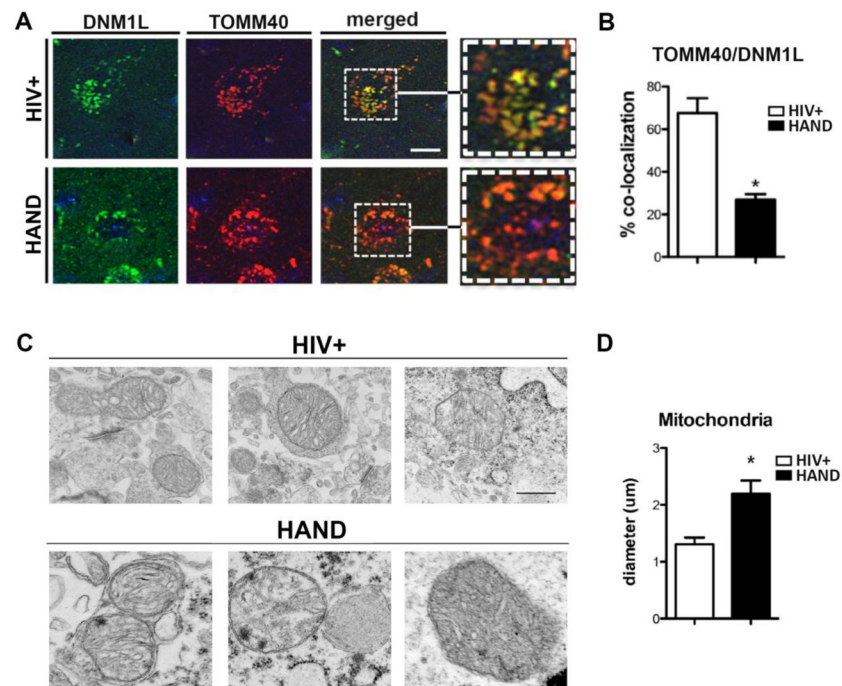 A
DNM1L TOMM40 merged
HIV+
HAND
B
TOMM40/DNM1L
% co-localization
80
60
40
20
0
*
HIV+
HAND
C
HIV+
HAND
D
Mitochondria
diameter (um)
3
2
1
0
*
HIV+
HAND